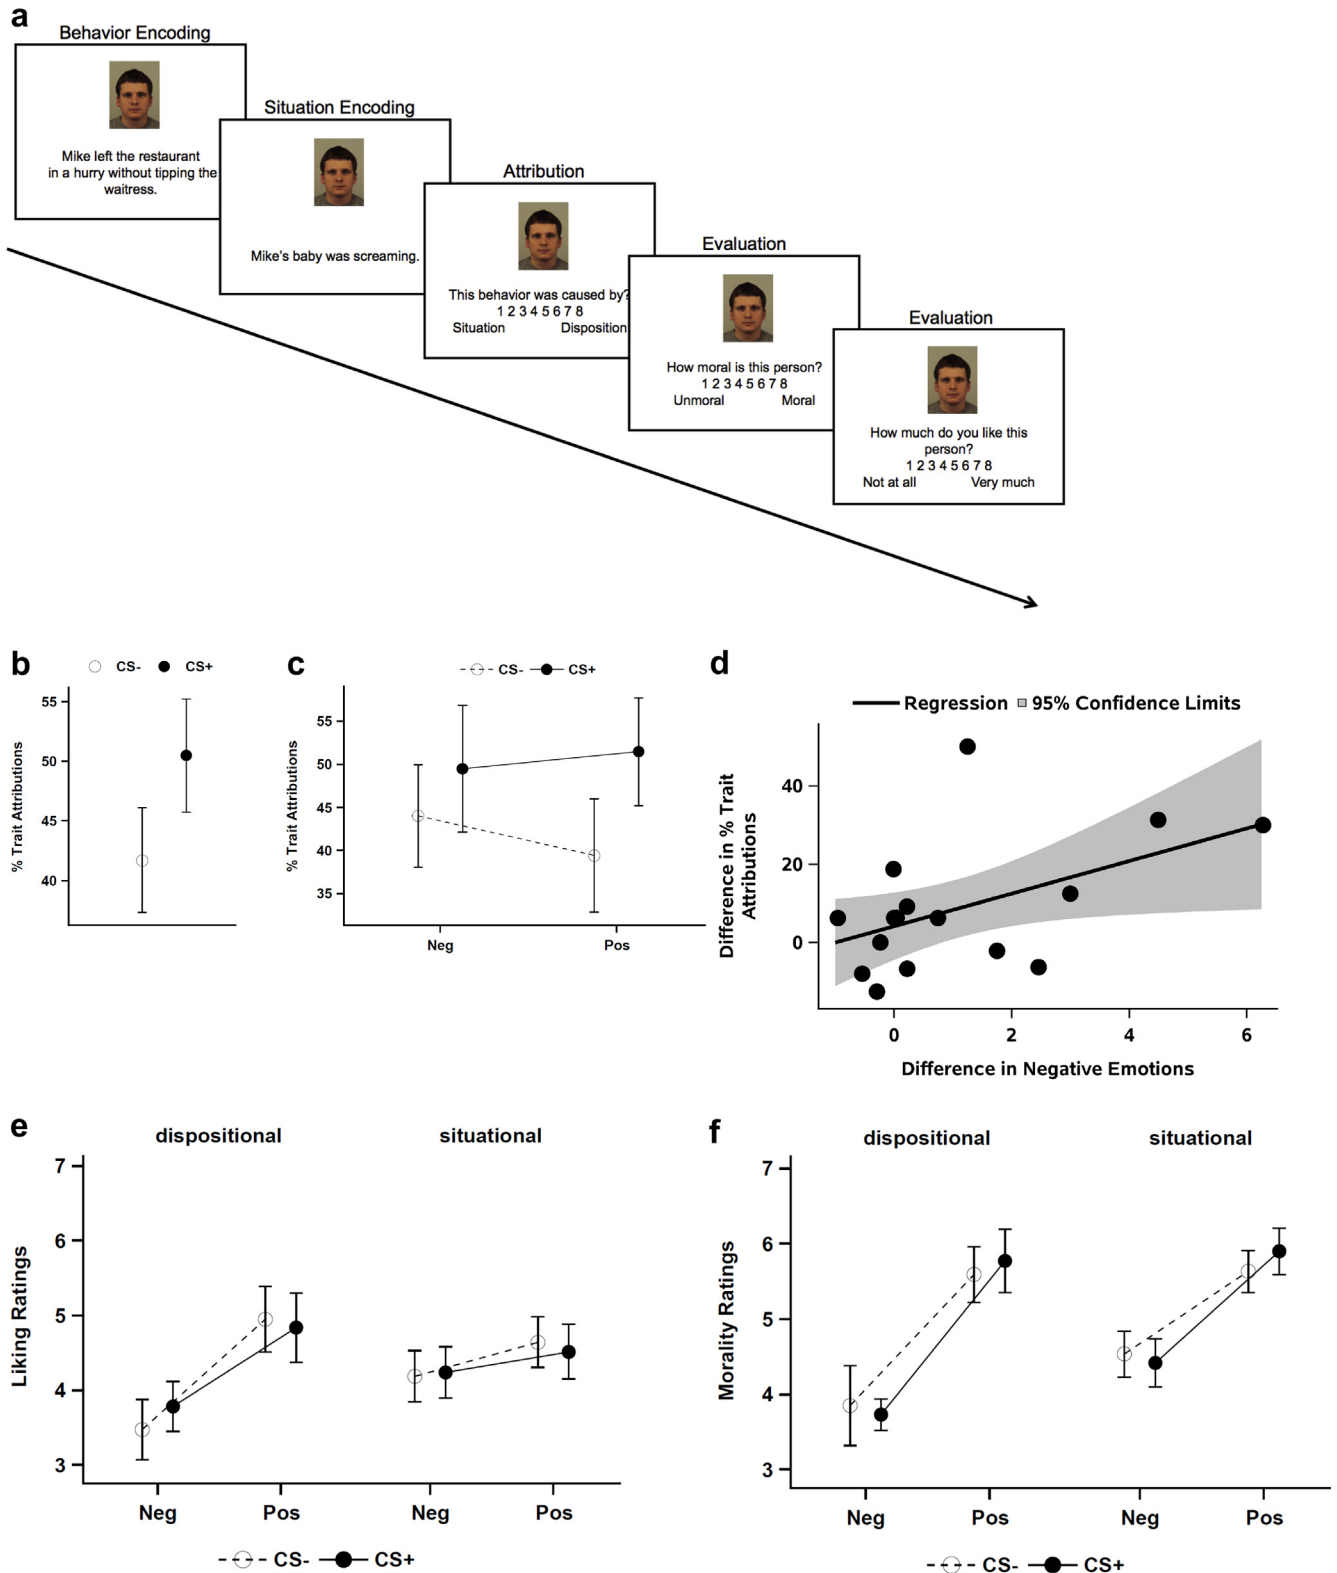 a
Behavior Encoding
Mike left the restaurant
in a hurry without tipping the
waitress.
Situation Encoding
Mike's baby was screaming.
Attribution
This behavior was caused by?
1 2 3 4 5 6 7 8
Situation Disposition
Evaluation
How moral is this person?
1 2 3 4 5 6 7 8
Unmoral Moral
Evaluation
How much do you like this
person?
1 2 3 4 5 6 7 8
Not at all Very much
b
CS- CS+
% Trait Attributions
55
50
45
40
c
CS- CS+
% Trait Attributions
55
50
45
40
35
Neg Pos
d
Regression 95% Confidence Limits
Difference in % Trait
Attributions
40
20
0
0 2 4 6
Difference in Negative Emotions
e
dispositional situational
Liking Ratings
7
6
5
4
3
Neg Pos Neg Pos
CS- CS+
f
dispositional situational
Morality Ratings
7
6
5
4
3
Neg Pos Neg Pos
CS- CS+